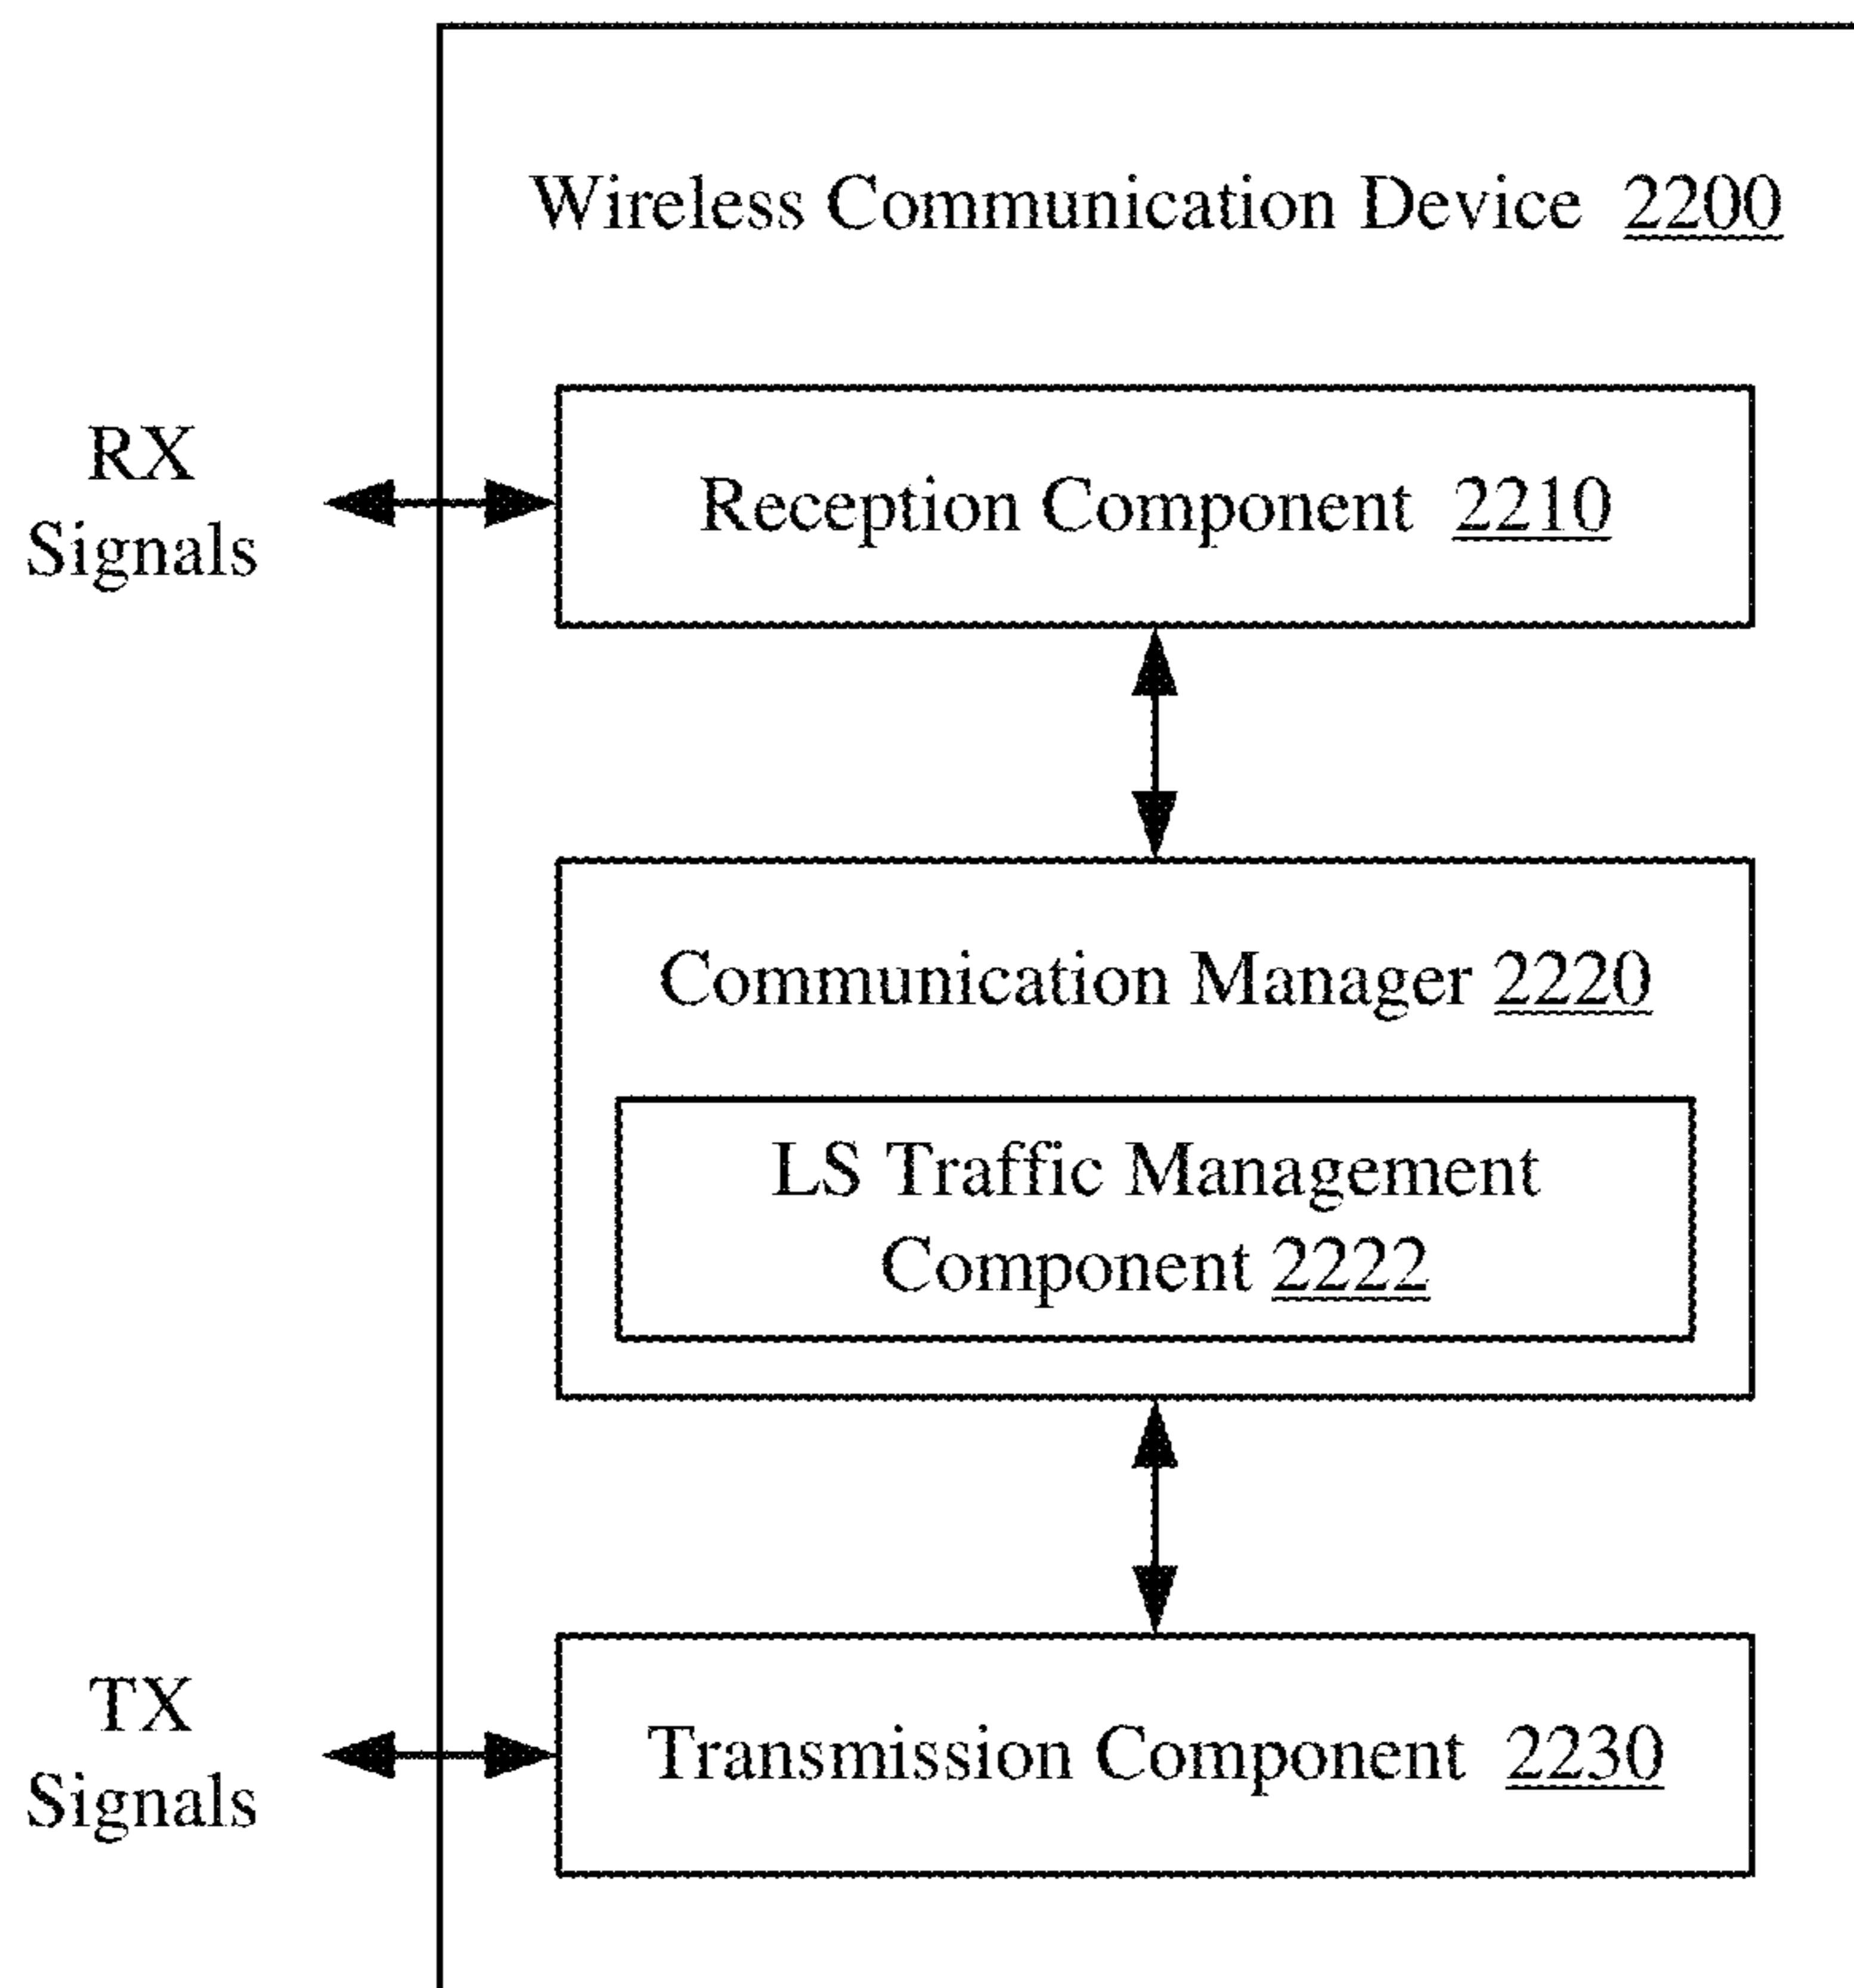 Wireless Communication Device 2200
RX
Signals
Reception Component 2210
Communication Manager 2220
LS Traffic Management
Component 2222
TX
Signals
Transmission Component 2230